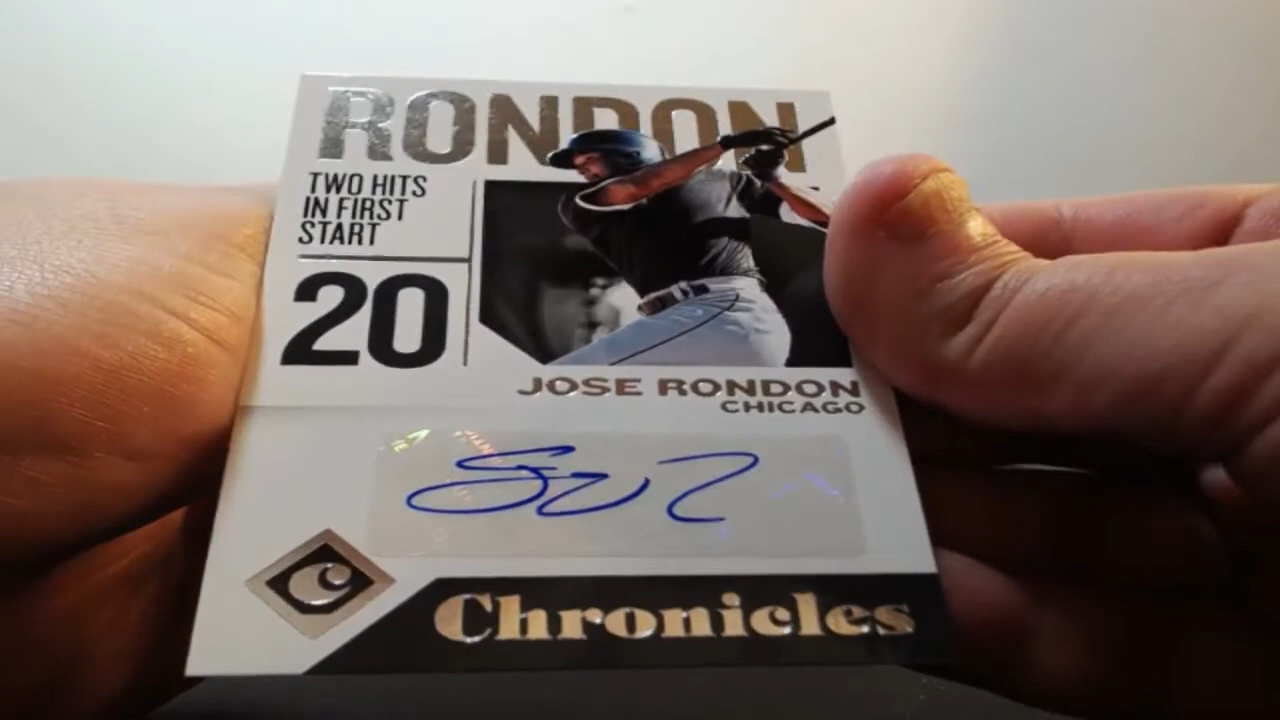 RONDON
TWO HITS
IN FIRST
START
20
JOSE RONDON
CHICAGO
C
Chronicles